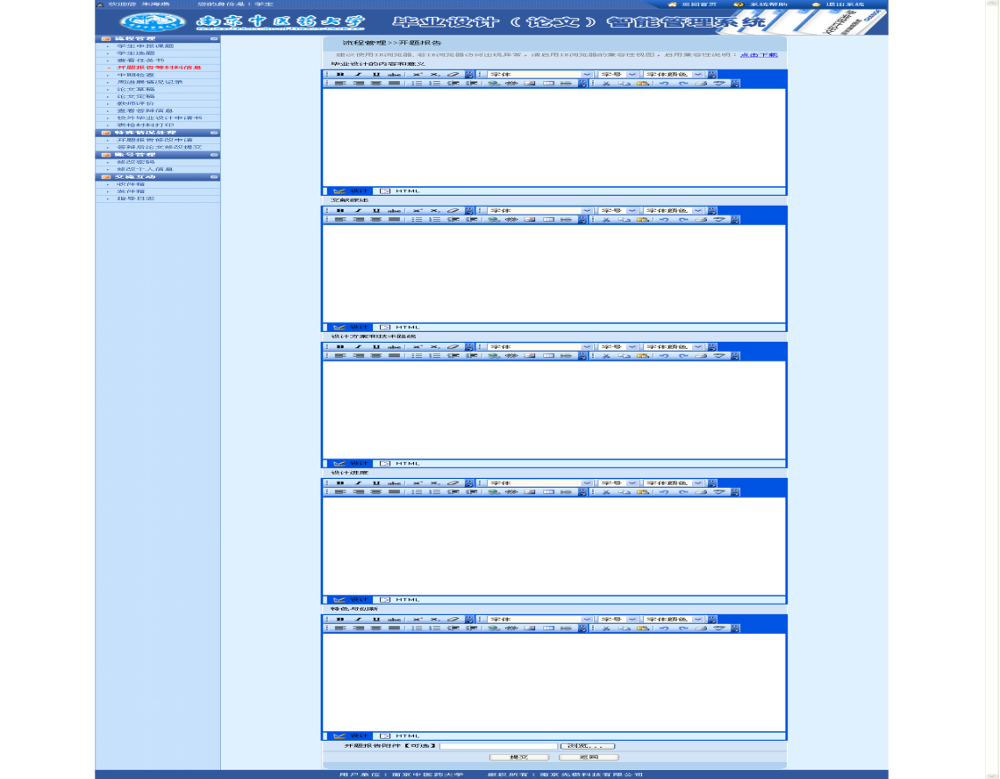 欢迎您 朱海燕 您的身份是：学生 返回首页 系统帮助 退出系统
南京中医药大学 毕业设计（论文）智能管理系统
流程管理
学生申报课题
学生选题
查看任务书
开题报告等材料信息
中期检查
周进展情况记录
论文草稿
论文定稿
教师评价
查看答辩信息
校外毕业设计申请书
表格材料打印
特殊情况处理
开题报告修改申请
答辩后论文修改提交
账号管理
修改密码
修改个人信息
交流互动
收件箱
发件箱
指导日志
流程管理>>开题报告
建议使用IE浏览器，若IE浏览器访问出现异常，请启用IE浏览器的兼容性视图，启用兼容性说明：点击下载
毕业设计的内容和意义
B I U abc 字体 字号 字体颜色
设计 HTML
文献综述
B I U abc 字体 字号 字体颜色
设计 HTML
设计方案和技术路线
B I U abc 字体 字号 字体颜色
设计 HTML
设计进度
B I U abc 字体 字号 字体颜色
设计 HTML
特色与创新
B I U abc 字体 字号 字体颜色
设计 HTML
开题报告附件【可选】 浏览...
提交 返回
用户单位：南京中医药大学 版权所有：南京先极科技有限公司